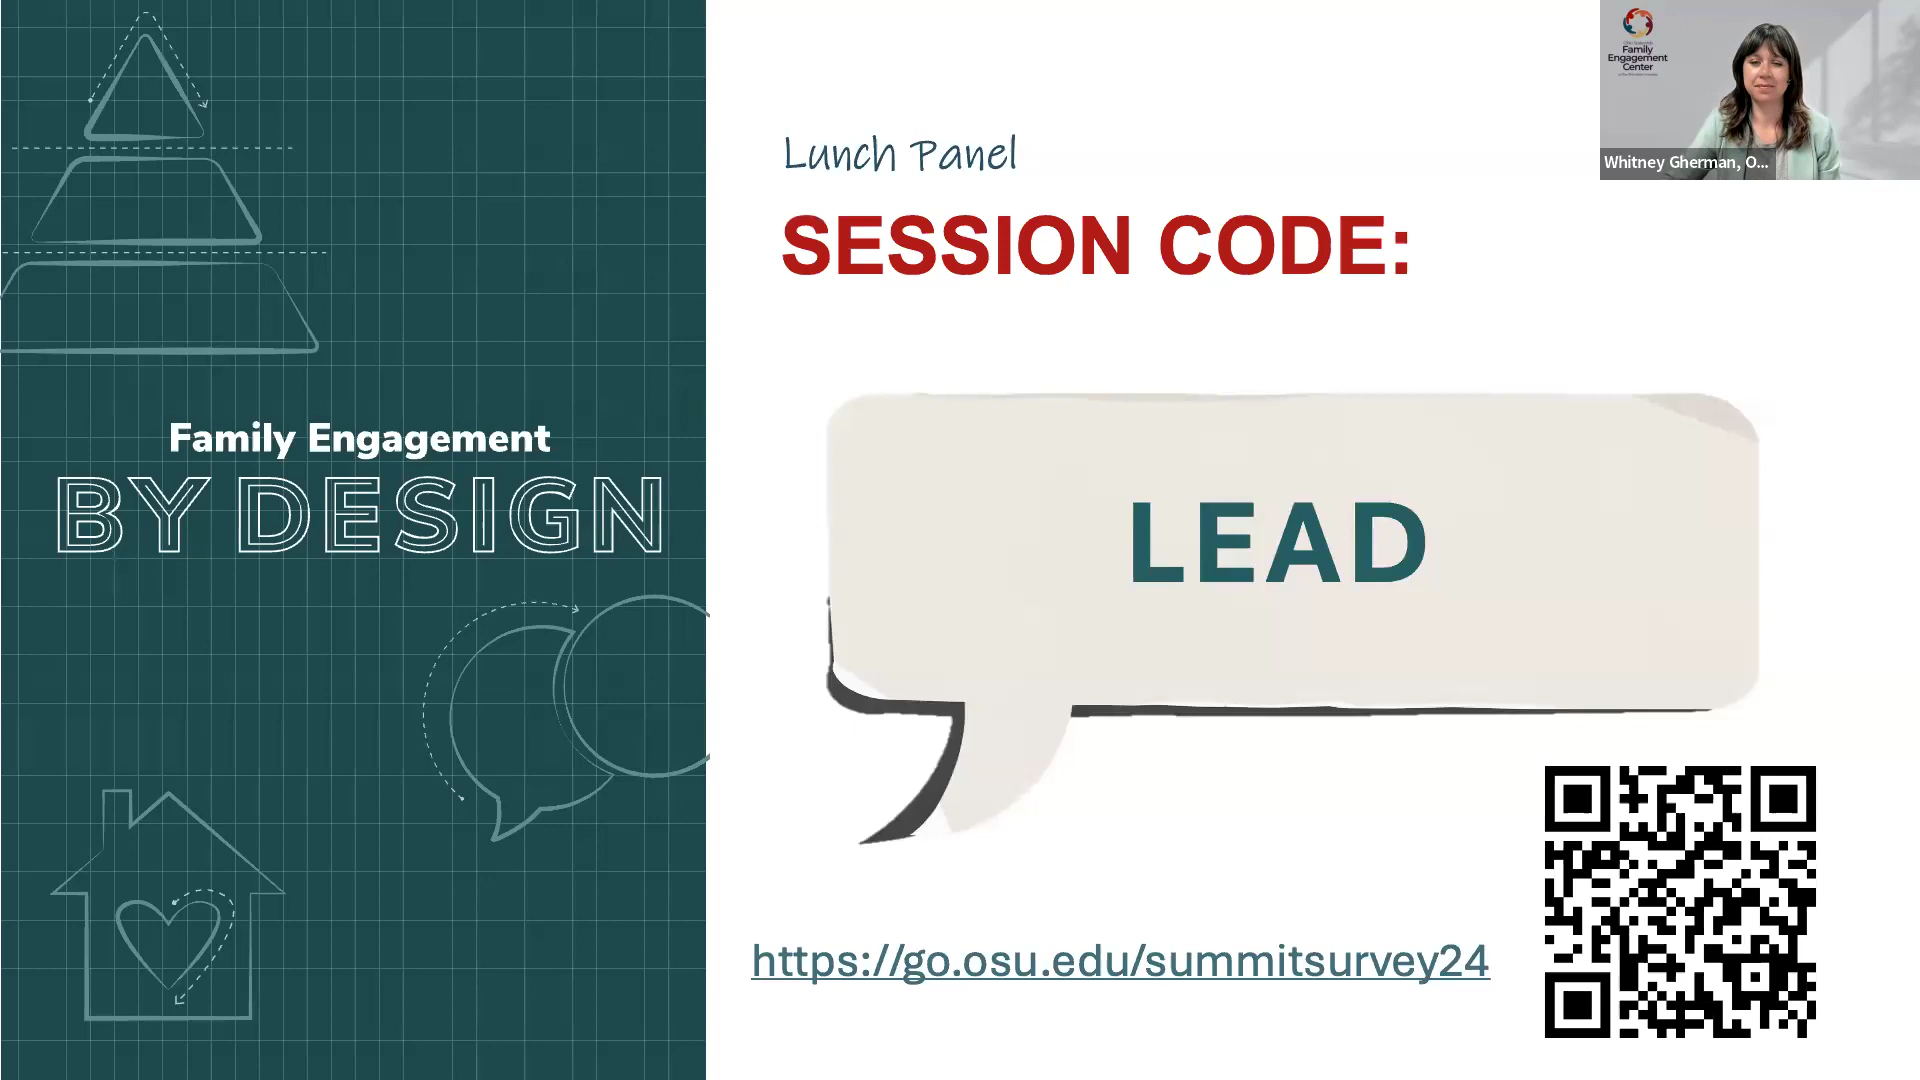 Family Engagement
BY DESIGN
Lunch Panel
SESSION CODE:
LEAD
https://go.osu.edu/summitsurvey24
Family
Engagement
Center
Whitney Gherman, O...